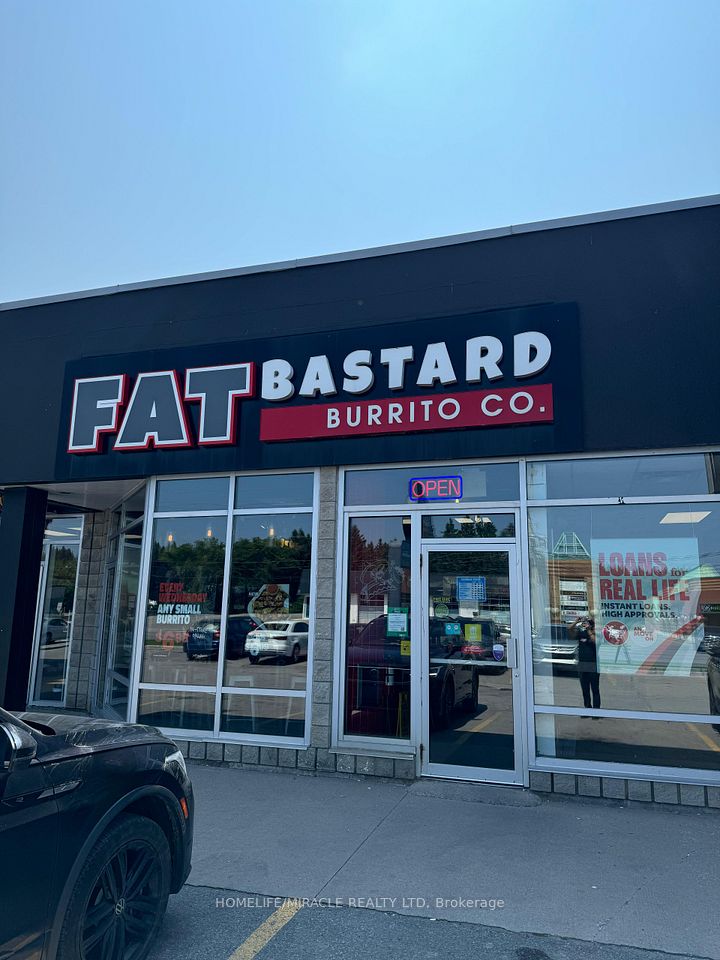 FAT BASTARD
BURRITO CO.
OPEN
EVERY
WEDNESDAY
ANY SMALL
BURRITO
LOANS for
REAL LIFE
INSTANT LOANS.
HIGH APPROVALS.
HOMELIFE/MIRACLE REALTY LTD, Brokerage